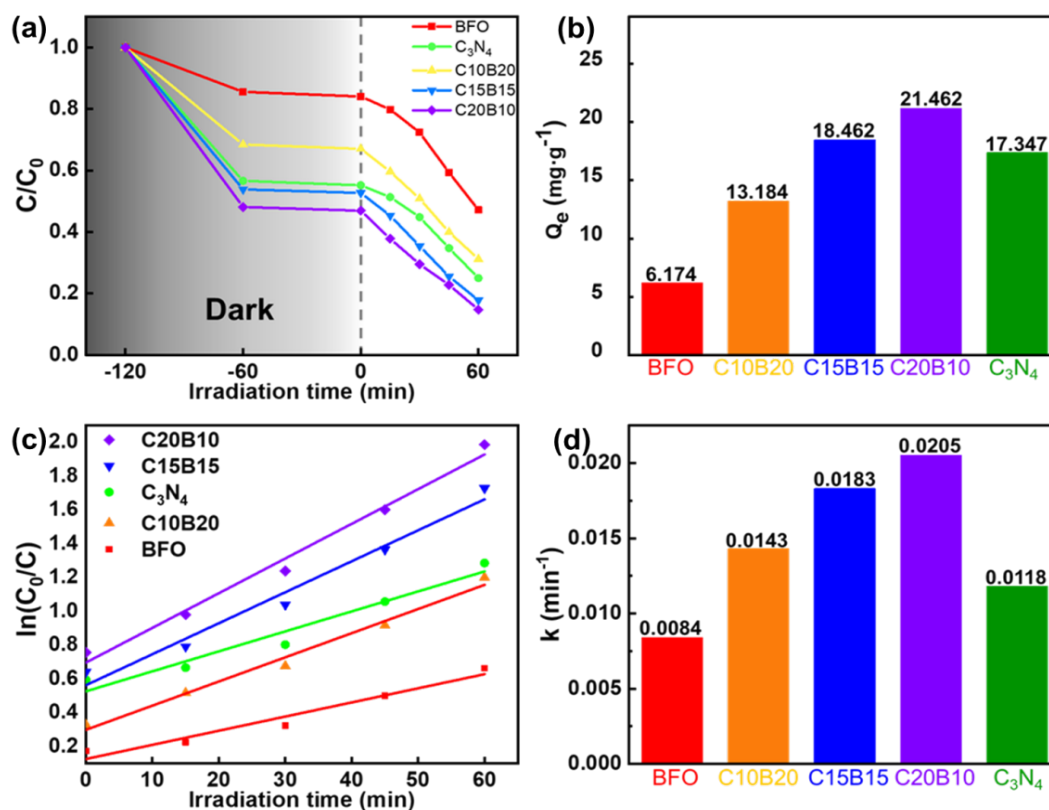 (a)
BFO
C₃N₄
C10B20
C15B15
C20B10
Dark
C/C₀
1.0
0.8
0.6
0.4
0.2
0.0
-120
-60
0
60
Irradiation time (min)
(b)
Qₑ (mg·g⁻¹)
25
20
15
10
5
0
6.174
13.184
18.462
21.462
17.347
BFO
C10B20
C15B15
C20B10
C₃N₄
(c)
C20B10
C15B15
C₃N₄
C10B20
BFO
ln(C₀/C)
2.0
1.8
1.6
1.4
1.2
1.0
0.8
0.6
0.4
0.2
0
10
20
30
40
50
60
Irradiation time (min)
(d)
k (min⁻¹)
0.020
0.015
0.010
0.005
0.000
0.0084
0.0143
0.0183
0.0205
0.0118
BFO
C10B20
C15B15
C20B10
C₃N₄